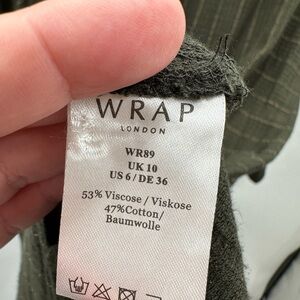 WRAP
LONDON
WR89
UK 10
US 6/DE 36
53% Viscose / Viskose
47%Cotton/
Baumwolle